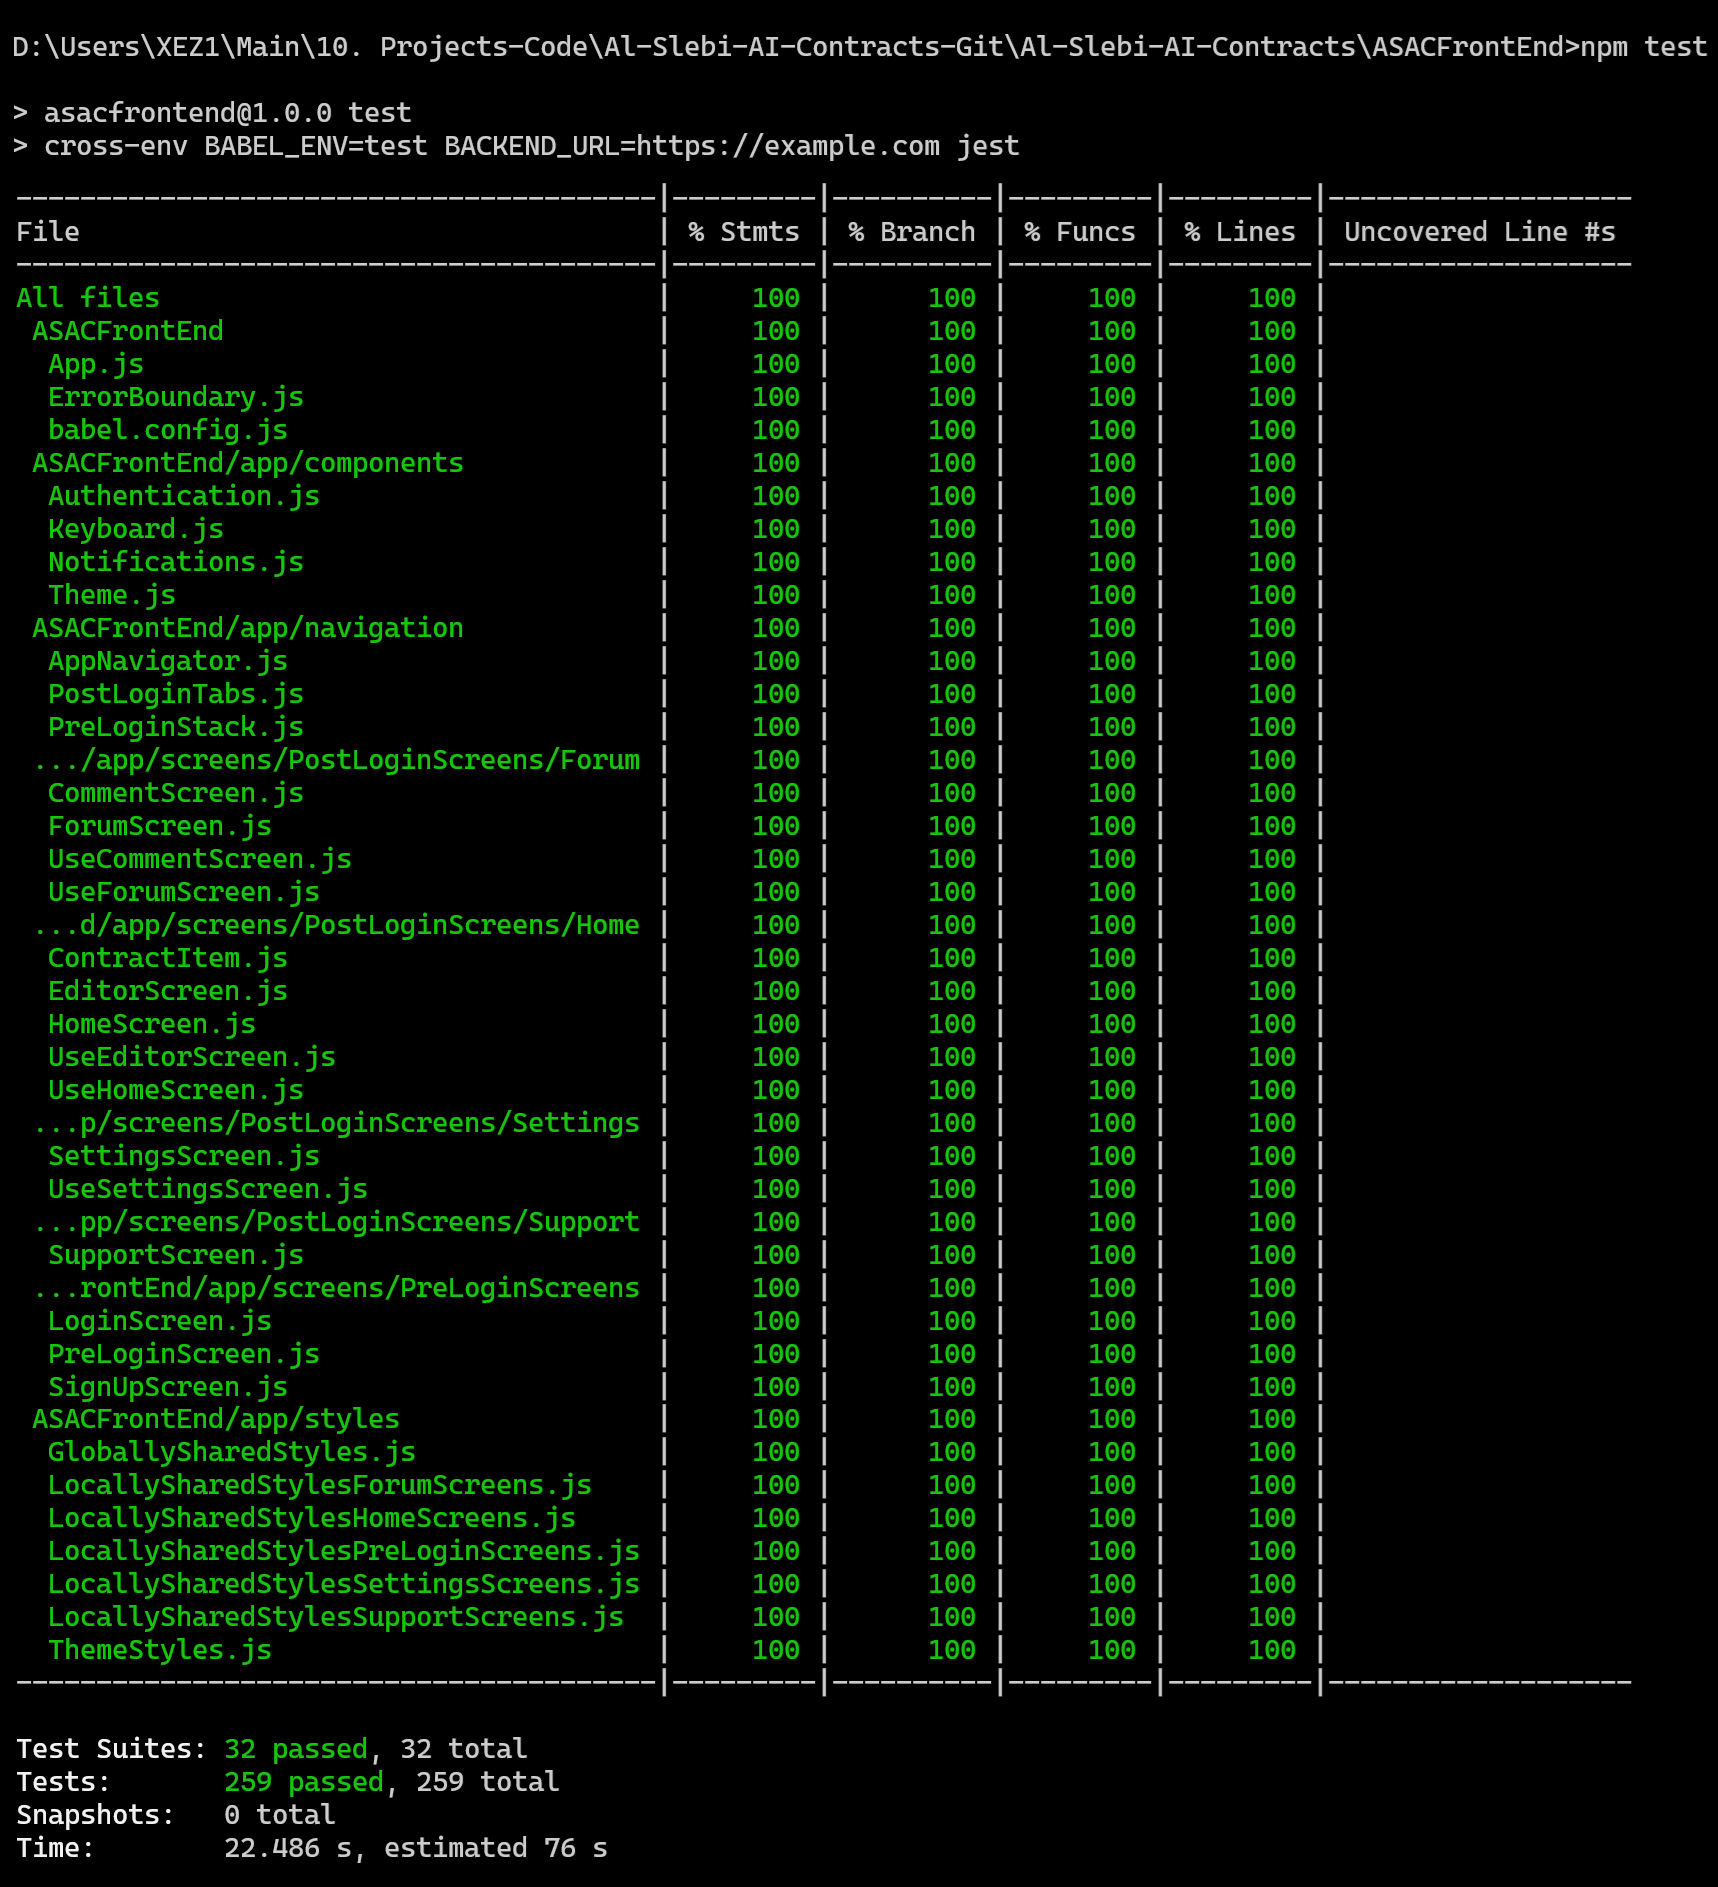 D:\Users\XEZ1\Main\10. Projects-Code\Al-Slebi-AI-Contracts-Git\Al-Slebi-AI-Contracts\ASACFrontEnd>npm test

> asacfrontend@1.0.0 test
> cross-env BABEL_ENV=test BACKEND_URL=https://example.com jest

----------------------------------------|---------|----------|---------|---------|-------------------
File                                    | % Stmts | % Branch | % Funcs | % Lines | Uncovered Line #s
----------------------------------------|---------|----------|---------|---------|-------------------
All files                               |     100 |      100 |     100 |     100 |
 ASACFrontEnd                           |     100 |      100 |     100 |     100 |
  App.js                                |     100 |      100 |     100 |     100 |
  ErrorBoundary.js                      |     100 |      100 |     100 |     100 |
  babel.config.js                       |     100 |      100 |     100 |     100 |
 ASACFrontEnd/app/components            |     100 |      100 |     100 |     100 |
  Authentication.js                     |     100 |      100 |     100 |     100 |
  Keyboard.js                           |     100 |      100 |     100 |     100 |
  Notifications.js                      |     100 |      100 |     100 |     100 |
  Theme.js                              |     100 |      100 |     100 |     100 |
 ASACFrontEnd/app/navigation            |     100 |      100 |     100 |     100 |
  AppNavigator.js                       |     100 |      100 |     100 |     100 |
  PostLoginTabs.js                      |     100 |      100 |     100 |     100 |
  PreLoginStack.js                      |     100 |      100 |     100 |     100 |
 .../app/screens/PostLoginScreens/Forum |     100 |      100 |     100 |     100 |
  CommentScreen.js                      |     100 |      100 |     100 |     100 |
  ForumScreen.js                        |     100 |      100 |     100 |     100 |
  UseCommentScreen.js                   |     100 |      100 |     100 |     100 |
  UseForumScreen.js                     |     100 |      100 |     100 |     100 |
 ...d/app/screens/PostLoginScreens/Home |     100 |      100 |     100 |     100 |
  ContractItem.js                       |     100 |      100 |     100 |     100 |
  EditorScreen.js                       |     100 |      100 |     100 |     100 |
  HomeScreen.js                         |     100 |      100 |     100 |     100 |
  UseEditorScreen.js                    |     100 |      100 |     100 |     100 |
  UseHomeScreen.js                      |     100 |      100 |     100 |     100 |
 ...p/screens/PostLoginScreens/Settings |     100 |      100 |     100 |     100 |
  SettingsScreen.js                     |     100 |      100 |     100 |     100 |
  UseSettingsScreen.js                  |     100 |      100 |     100 |     100 |
 ...pp/screens/PostLoginScreens/Support |     100 |      100 |     100 |     100 |
  SupportScreen.js                      |     100 |      100 |     100 |     100 |
 ...rontEnd/app/screens/PreLoginScreens |     100 |      100 |     100 |     100 |
  LoginScreen.js                        |     100 |      100 |     100 |     100 |
  PreLoginScreen.js                     |     100 |      100 |     100 |     100 |
  SignUpScreen.js                       |     100 |      100 |     100 |     100 |
 ASACFrontEnd/app/styles                |     100 |      100 |     100 |     100 |
  GloballySharedStyles.js               |     100 |      100 |     100 |     100 |
  LocallySharedStylesForumScreens.js    |     100 |      100 |     100 |     100 |
  LocallySharedStylesHomeScreens.js     |     100 |      100 |     100 |     100 |
  LocallySharedStylesPreLoginScreens.js |     100 |      100 |     100 |     100 |
  LocallySharedStylesSettingsScreens.js |     100 |      100 |     100 |     100 |
  LocallySharedStylesSupportScreens.js  |     100 |      100 |     100 |     100 |
  ThemeStyles.js                        |     100 |      100 |     100 |     100 |
----------------------------------------|---------|----------|---------|---------|-------------------

Test Suites: 32 passed, 32 total
Tests:       259 passed, 259 total
Snapshots:   0 total
Time:        22.486 s, estimated 76 s